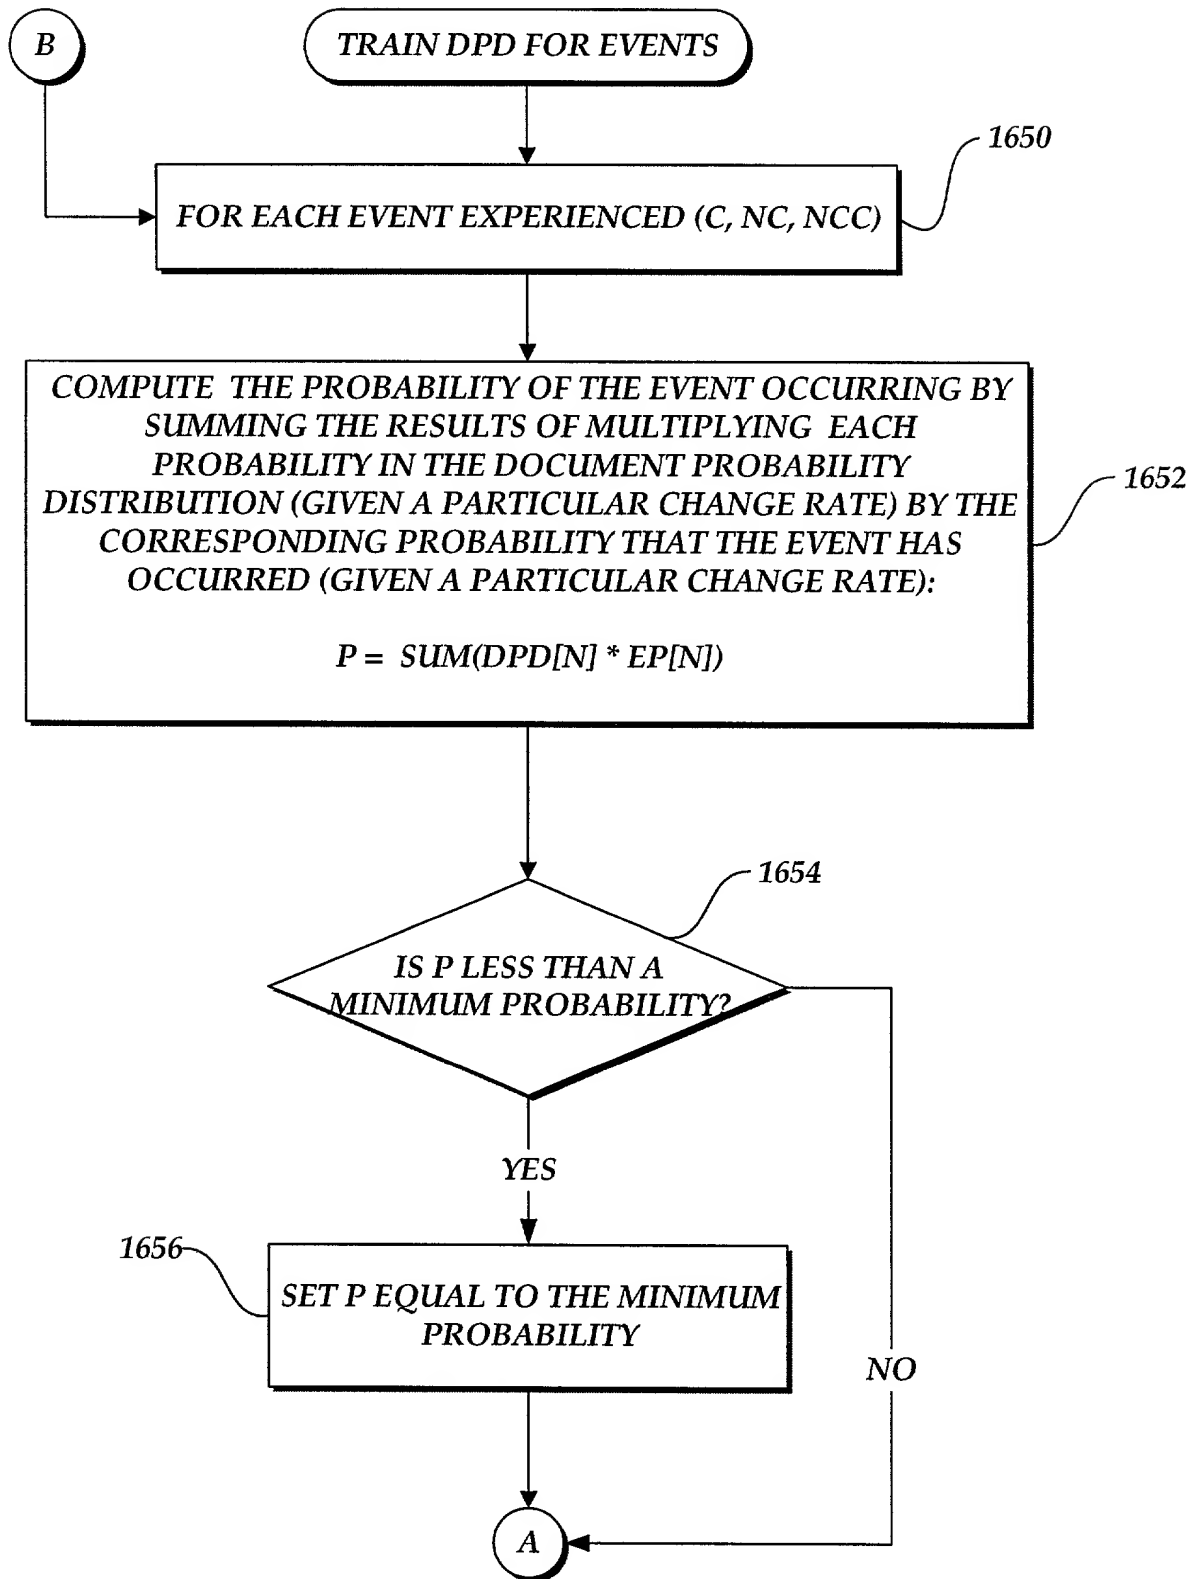 B
TRAIN DPD FOR EVENTS
1650
FOR EACH EVENT EXPERIENCED (C, NC, NCC)
COMPUTE THE PROBABILITY OF THE EVENT OCCURRING BY
SUMMING THE RESULTS OF MULTIPLYING EACH
PROBABILITY IN THE DOCUMENT PROBABILITY
DISTRIBUTION (GIVEN A PARTICULAR CHANGE RATE) BY THE
CORRESPONDING PROBABILITY THAT THE EVENT HAS
OCCURRED (GIVEN A PARTICULAR CHANGE RATE):
P = SUM(DPD[N] * EP[N])
1652
1654
IS P LESS THAN A
MINIMUM PROBABILITY?
YES
1656
SET P EQUAL TO THE MINIMUM
PROBABILITY
NO
A